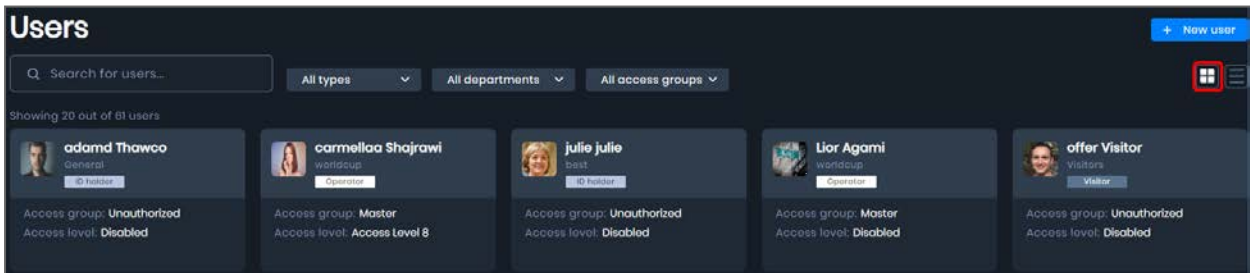 Users
+ New user
Search for users...
All types
All departments
All access groups
Showing 20 out of 61 users
adamd Thawco
General
ID holder
Access group: Unauthorized
Access level: Disabled
carmellaa Shajrawi
worldcup
Operator
Access group: Master
Access level: Access Level 8
julie julie
best
ID holder
Access group: Unauthorized
Access level: Disabled
Lior Agami
worldcup
Operator
Access group: Master
Access level: Disabled
offer Visitor
Visitors
Visitor
Access group: Unauthorized
Access level: Disabled